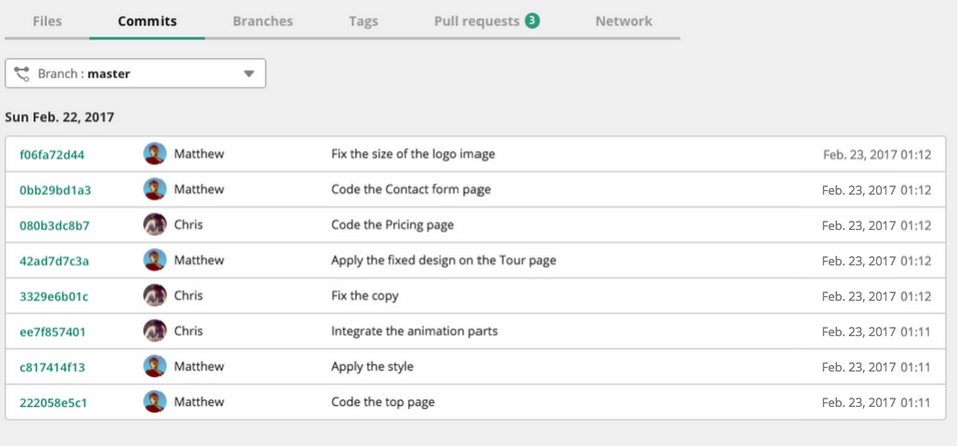 Files Commits Branches Tags Pull requests 3 Network
Branch : master
Sun Feb. 22, 2017
f06fa72d44 Matthew Fix the size of the logo image Feb. 23, 2017 01:12
0bb29bd1a3 Matthew Code the Contact form page Feb. 23, 2017 01:12
080b3dc8b7 Chris Code the Pricing page Feb. 23, 2017 01:12
42ad7d7c3a Matthew Apply the fixed design on the Tour page Feb. 23, 2017 01:12
3329e6b01c Chris Fix the copy Feb. 23, 2017 01:12
ee7f857401 Chris Integrate the animation parts Feb. 23, 2017 01:11
c817414f13 Matthew Apply the style Feb. 23, 2017 01:11
222058e5c1 Matthew Code the top page Feb. 23, 2017 01:11